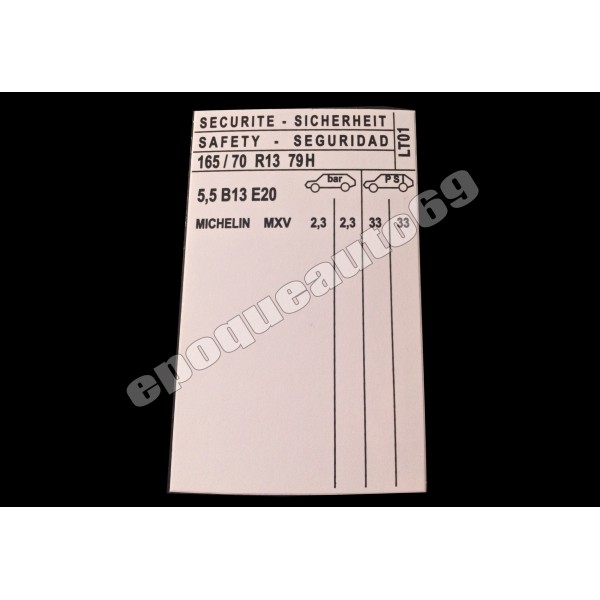 SECURITE - SICHERHEIT
SAFETY - SEGURIDAD
LT01
165/70 R13 79H
bar PSI
5,5 B13 E20
MICHELIN MXV 2,3 2,3 33 33
epoqueauto69